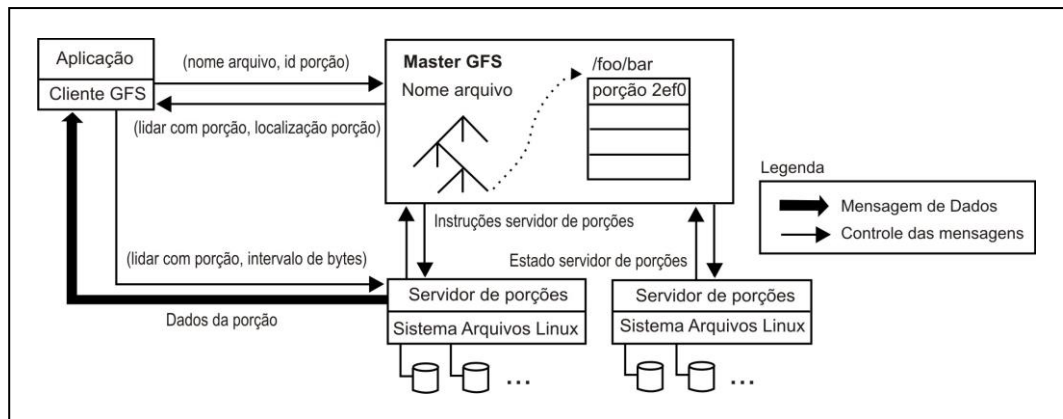 Aplicação
Cliente GFS
(nome arquivo, id porção)
(lidar com porção, localização porção)
Master GFS
Nome arquivo
/foo/bar
porção 2ef0
Legenda
Mensagem de Dados
Controle das mensagens
Instruções servidor de porções
Estado servidor de porções
(lidar com porção, intervalo de bytes)
Dados da porção
Servidor de porções
Sistema Arquivos Linux
...
Servidor de porções
Sistema Arquivos Linux
...